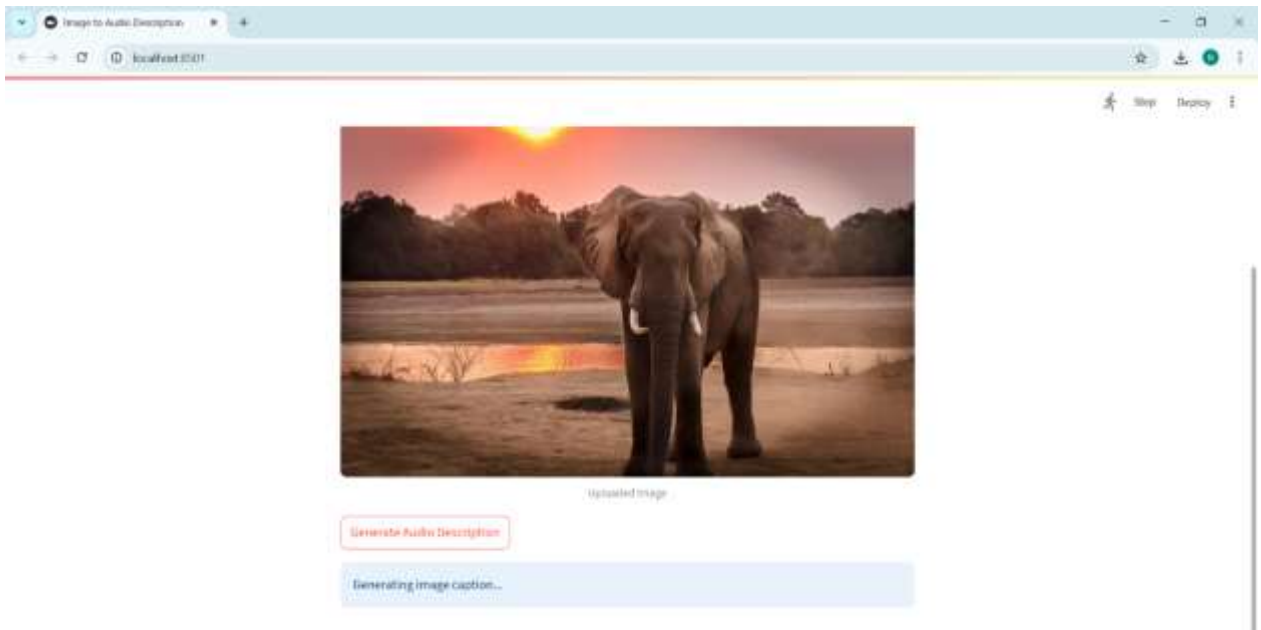 Image to Audio Description
localhost:8501
Stop Deploy
Uploaded Image
Generate Audio Description
Generating image caption...